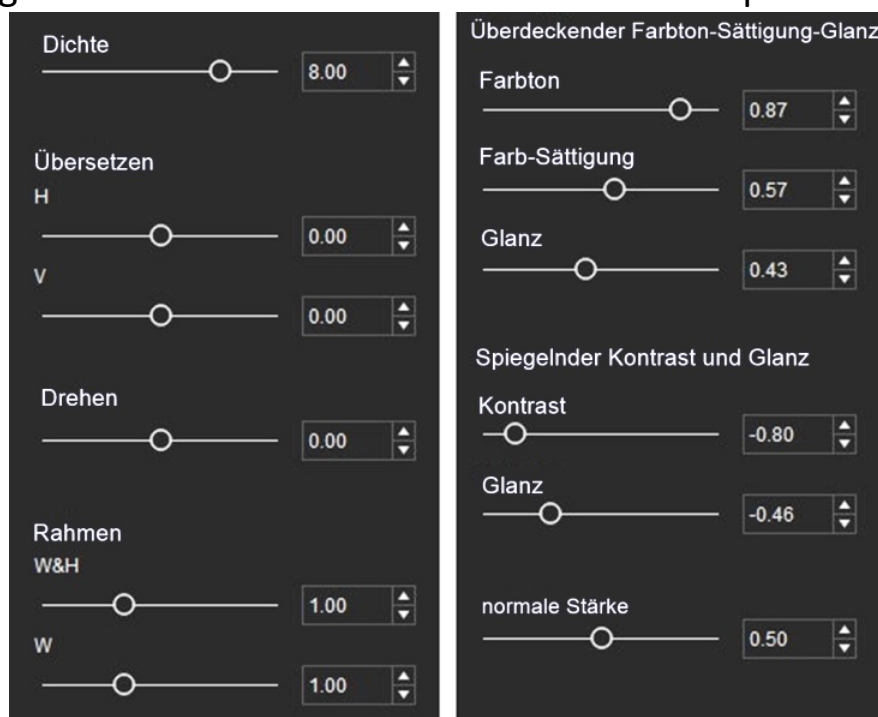 Dichte
8.00
Übersetzen
H
0.00
V
0.00
Drehen
0.00
Rahmen
W&H
1.00
W
1.00
Überdeckender Farbton-Sättigung-Glanz
Farbton
0.87
Farb-Sättigung
0.57
Glanz
0.43
Spiegelnder Kontrast und Glanz
Kontrast
-0.80
Glanz
-0.46
normale Stärke
0.50